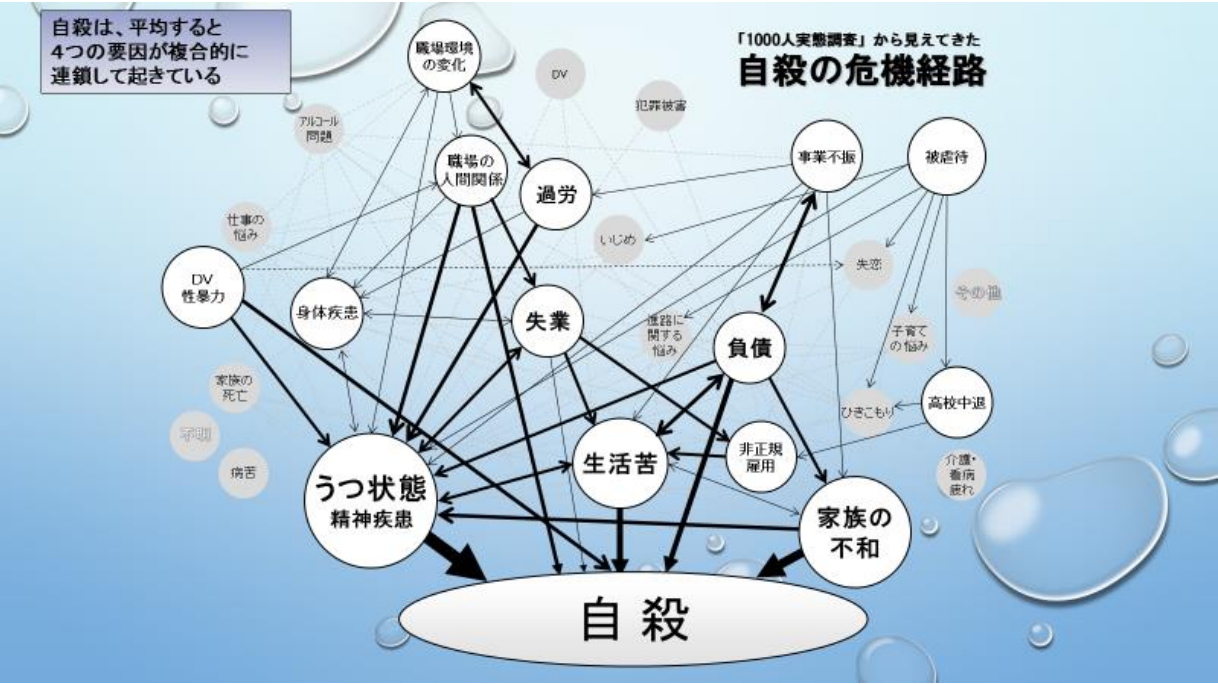 自殺は、平均すると
4つの要因が複合的に
連鎖して起きている
「1000人実態調査」から見えてきた
自殺の危機経路
職場環境
の変化
DV
犯罪被害
アルコール
問題
職場の
人間関係
過労
事業不振
被虐待
仕事の
悩み
いじめ
失恋
DV
性暴力
身体疾患
失業
進路に
関する
悩み
負債
子育て
の悩み
その他
家族の
死亡
ひきこもり
高校中退
不明
病苦
うつ状態
精神疾患
生活苦
非正規
雇用
介護・
看病
疲れ
家族の
不和
自殺